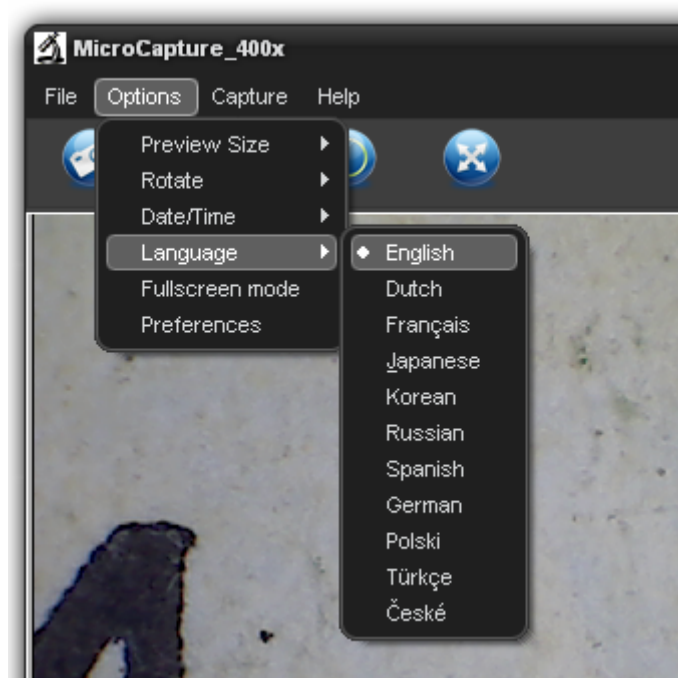 MicroCapture_400x
File Options Capture Help
Preview Size
Rotate
Date/Time
Language
Fullscreen mode
Preferences
English
Dutch
Français
Japanese
Korean
Russian
Spanish
German
Polski
Türkçe
České